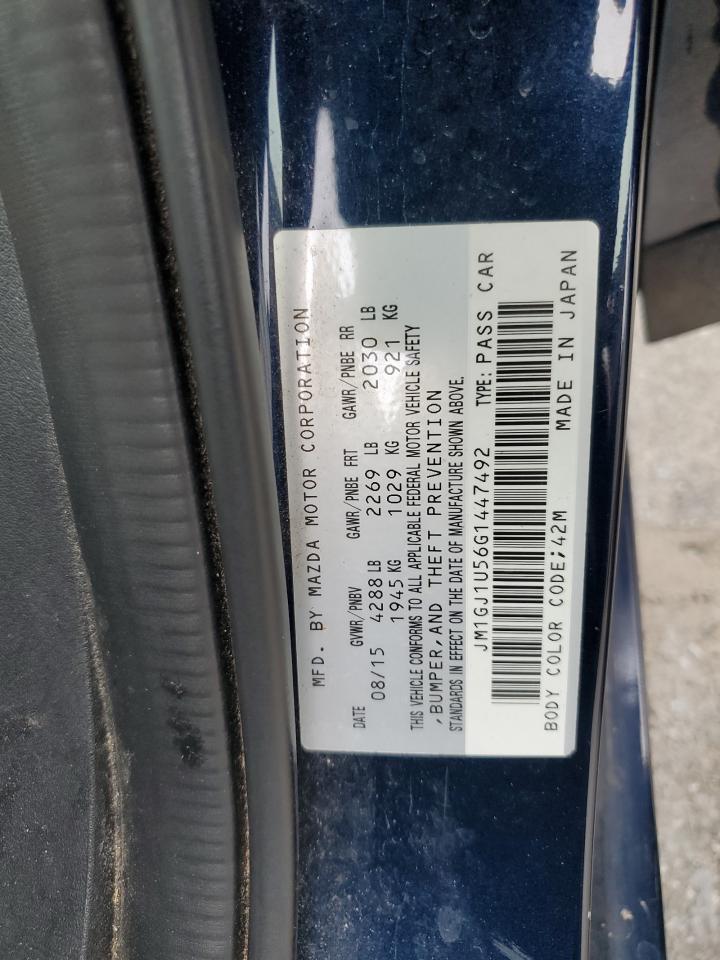 MFD. BY MAZDA MOTOR CORPORATION
DATE GVWR/PNBV GAWR/PNBE FRT GAWR/PNBE RR
08/15 4288 LB 2269 LB 2030 LB
1945 KG 1029 KG 921 KG
THIS VEHICLE CONFORMS TO ALL APPLICABLE FEDERAL MOTOR VEHICLE SAFETY
,BUMPER,AND THEFT PREVENTION
STANDARDS IN EFFECT ON THE DATE OF MANUFACTURE SHOWN ABOVE.
JM1GJ1U56G1447492 TYPE: PASS CAR
BODY COLOR CODE;42M MADE IN JAPAN